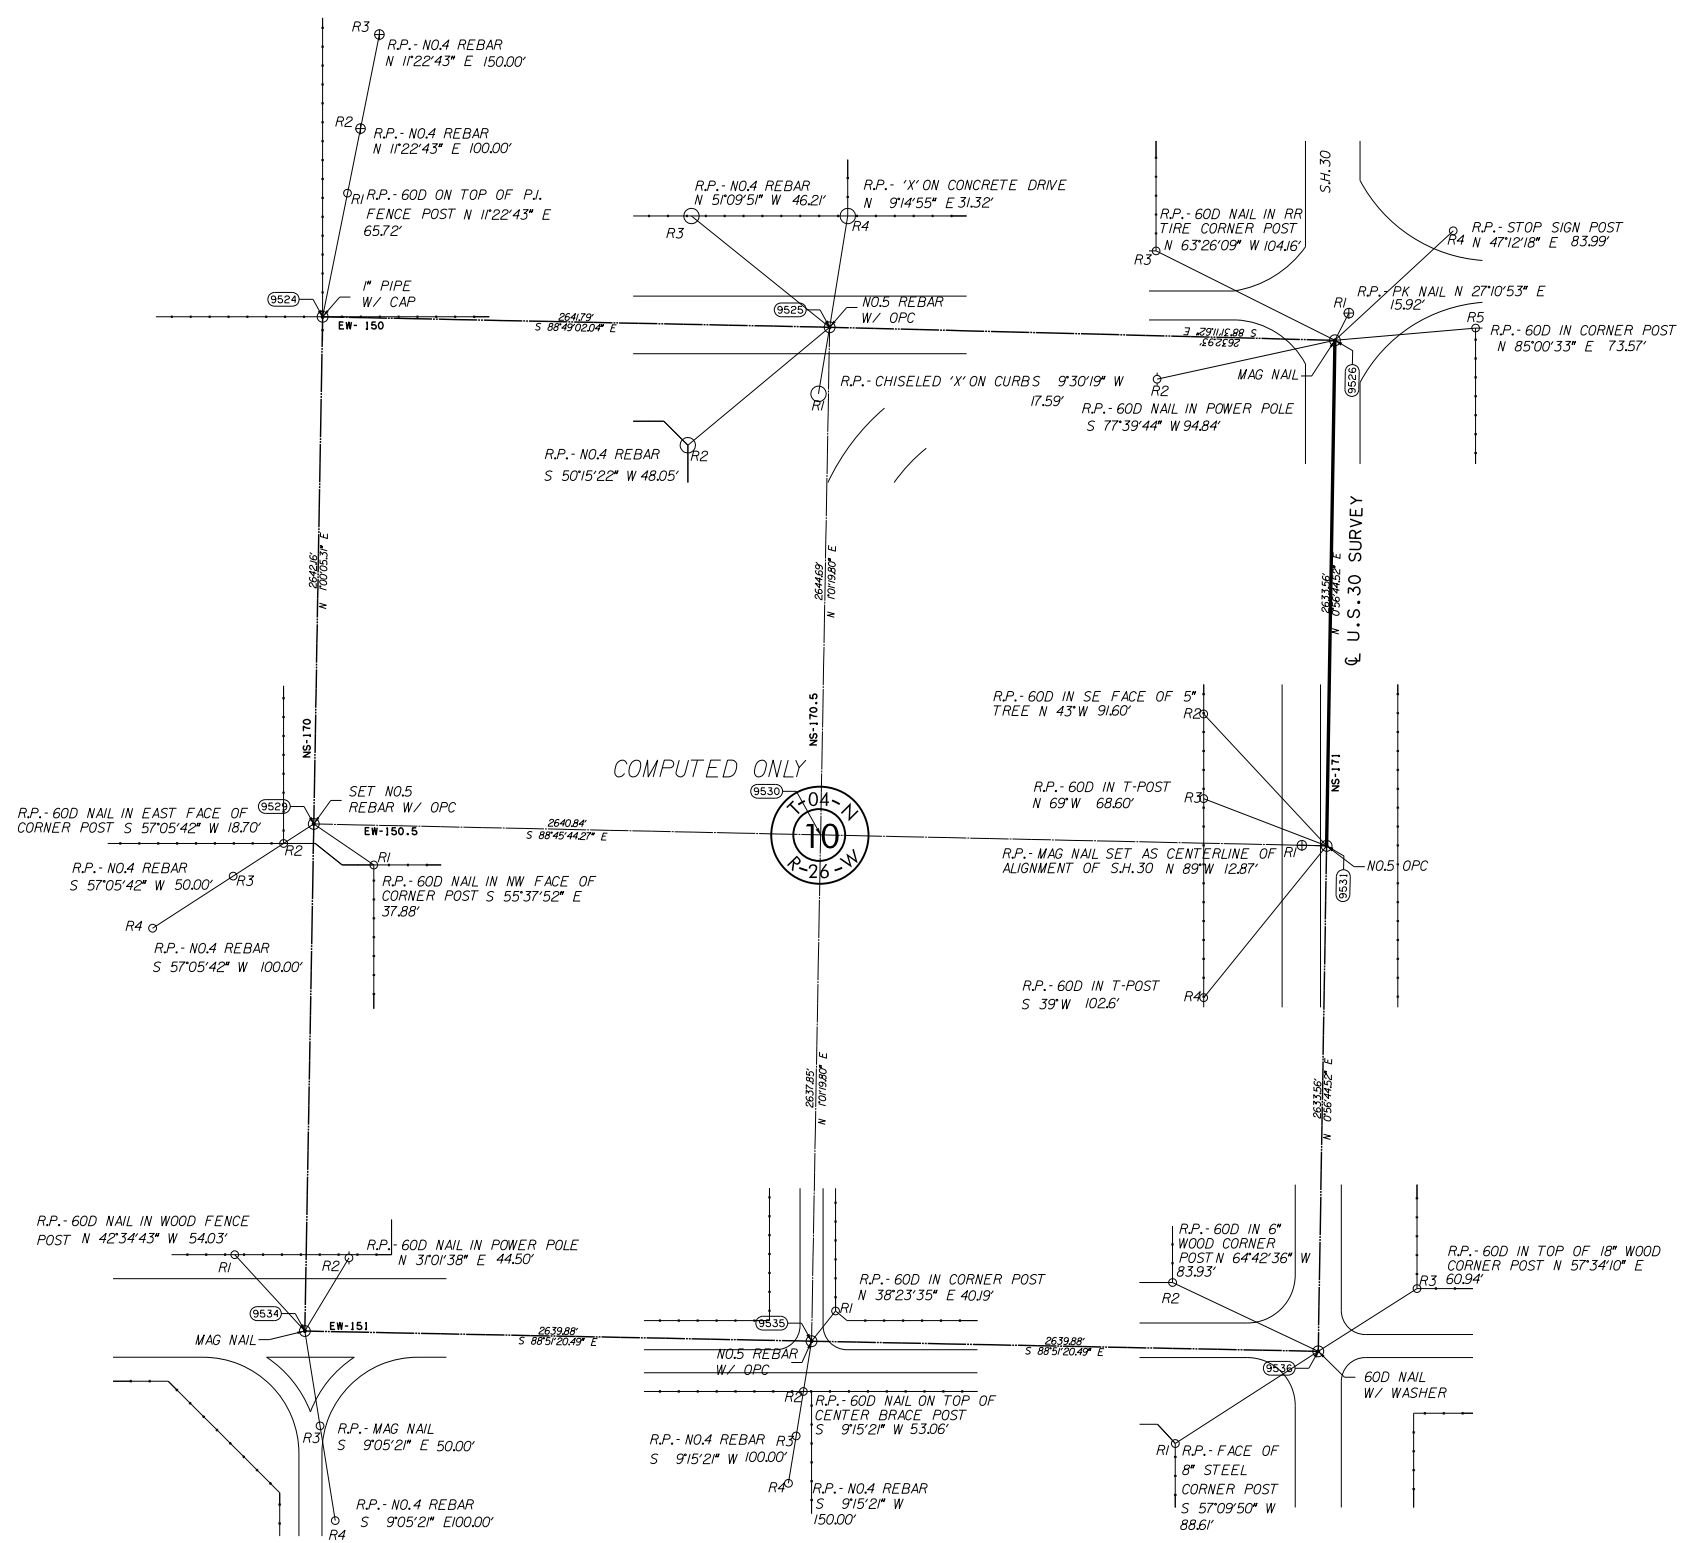 R3
R.P.- NO.4 REBAR
N 11°22'43" E 150.00'
R2
R.P.- NO.4 REBAR
N 11°22'43" E 100.00'
R1
R.P.- 60D ON TOP OF P.I.
FENCE POST N 11°22'43" E
65.72'
1" PIPE
W/ CAP
9524
EW- 150
2641.79'
S 88°49'02.04" E
R.P.- NO.4 REBAR
N 51°09'51" W 46.21'
R3
R.P.- 'X' ON CONCRETE DRIVE
N 9°14'55" E 31.32'
R4
9525
NO.5 REBAR
W/ OPC
R.P.- CHISELED 'X' ON CURBS 9°30'19" W
17.59'
R1
R.P.- NO.4 REBAR
S 50°15'22" W 48.05'
R2
S 88°31'11.62" E
2632.93'
S.H.30
R.P.- 60D NAIL IN RR
TIRE CORNER POST
N 63°26'09" W 104.16'
R3
R.P.- STOP SIGN POST
N 47°12'18" E 83.99'
R4
R.P.- PK NAIL N 27°10'53" E
15.92'
R1
R5
R.P.- 60D IN CORNER POST
N 85°00'33" E 73.57'
MAG NAIL
9526
R2
R.P.- 60D NAIL IN POWER POLE
S 77°39'44" W 94.84'
2642.16'
N 1°00'05.31" E
2644.69'
N 1°01'19.80" E
2633.56'
N 0°56'44.52" E
℄ U.S.30 SURVEY
NS-170
NS-170.5
NS-171
COMPUTED ONLY
9530
T-04-N
10
R-26-W
R.P.- 60D IN SE FACE OF 5"
TREE N 43°W 91.60'
R2
R.P.- 60D IN T-POST
N 69°W 68.60'
R3
R.P.- MAG NAIL SET AS CENTERLINE OF
ALIGNMENT OF S.H.30 N 89°W 12.87'
R1
NO.5 OPC
9531
R.P.- 60D IN T-POST
S 39°W 102.6'
R4
9529
SET NO.5
REBAR W/ OPC
EW-150.5
2640.84'
S 88°45'44.27" E
R.P.- 60D NAIL IN EAST FACE OF
CORNER POST S 57°05'42" W 18.70'
R2
R1
R.P.- 60D NAIL IN NW FACE OF
CORNER POST S 55°37'52" E
37.88'
R.P.- NO.4 REBAR
S 57°05'42" W 50.00'
R3
R4
R.P.- NO.4 REBAR
S 57°05'42" W 100.00'
2637.85'
N 1°01'19.80" E
2633.56'
N 0°56'44.52" E
R.P.- 60D NAIL IN WOOD FENCE
POST N 42°34'43" W 54.03'
R1
R.P.- 60D NAIL IN POWER POLE
N 31°01'38" E 44.50'
R2
9534
MAG NAIL
EW-151
2639.88'
S 88°51'20.49" E
R3
R.P.- MAG NAIL
S 9°05'21" E 50.00'
R.P.- NO.4 REBAR
S 9°05'21" E100.00'
R4
R.P.- 60D IN CORNER POST
N 38°23'35" E 40.19'
R1
9535
NO.5 REBAR
W/ OPC
2639.88'
S 88°51'20.49" E
R2
R.P.- 60D NAIL ON TOP OF
CENTER BRACE POST
S 9°15'21" W 53.06'
R.P.- NO.4 REBAR
S 9°15'21" W 100.00'
R3
R4
R.P.- NO.4 REBAR
S 9°15'21" W
150.00'
R.P.- 60D IN 6"
WOOD CORNER
POST N 64°42'36" W
83.93'
R2
R.P.- 60D IN TOP OF 18" WOOD
CORNER POST N 57°34'10" E
60.94'
R3
9536
60D NAIL
W/ WASHER
R1
R.P.- FACE OF
8" STEEL
CORNER POST
S 57°09'50" W
88.61'